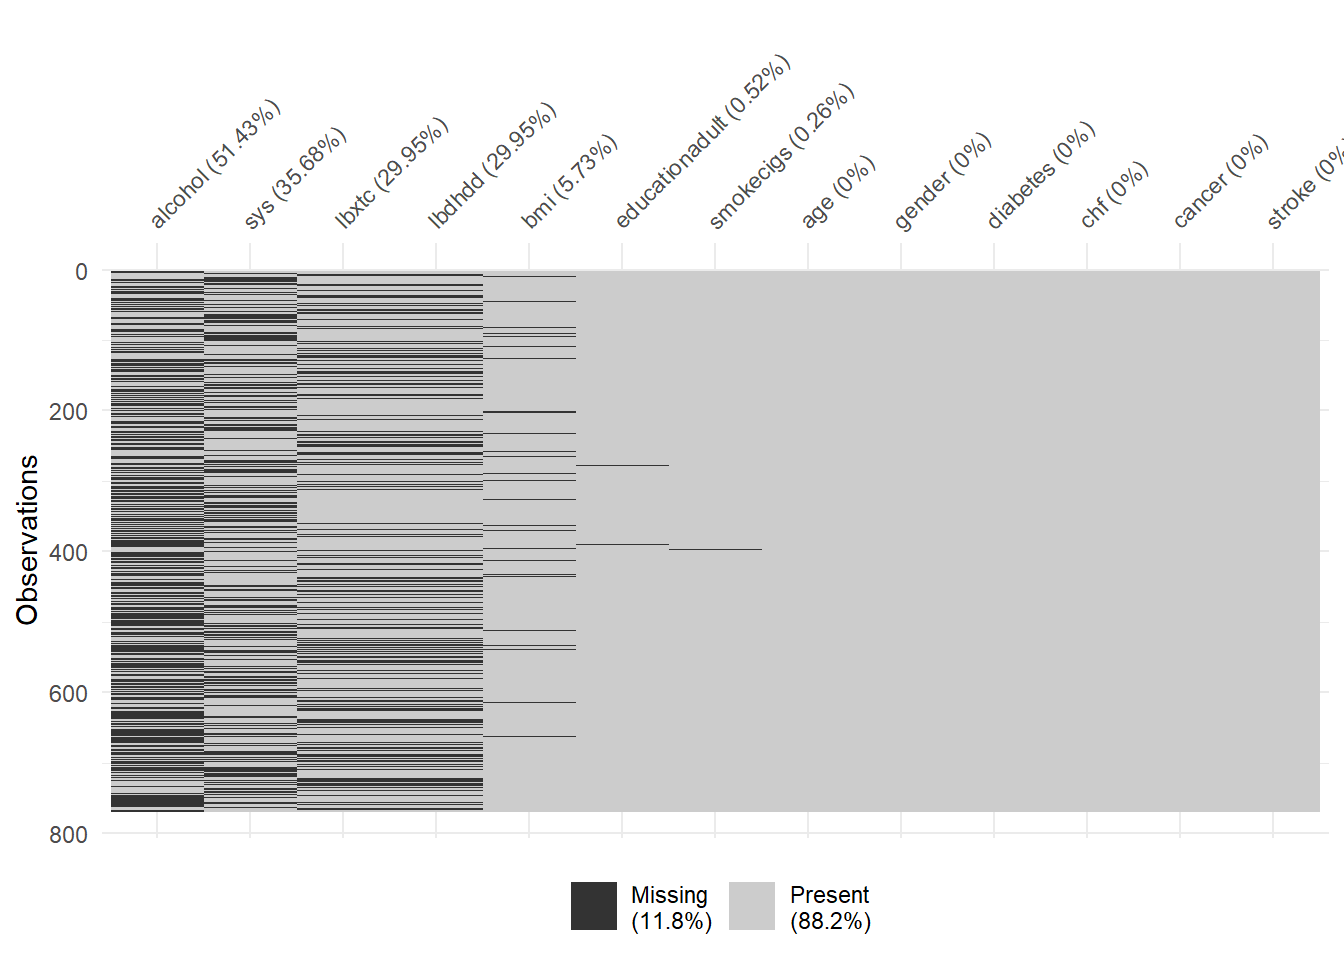 alcohol (51.43%)
sys (35.68%)
lbxtc (29.95%)
lbdhdd (29.95%)
bmi (5.73%)
educationadult (0.52%)
smokecigs (0.26%)
age (0%)
gender (0%)
diabetes (0%)
chf (0%)
cancer (0%)
stroke (0%
0
200
400
600
800
Observations
Missing
(11.8%)
Present
(88.2%)